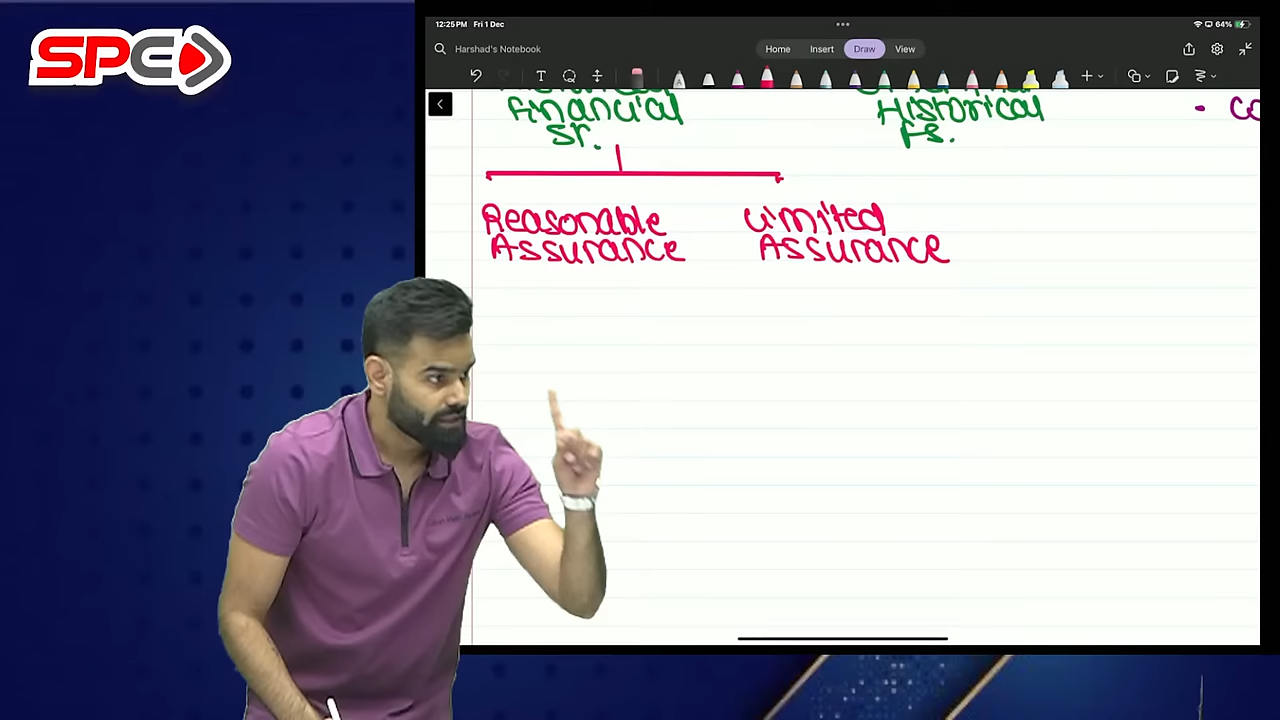 SPC
12:25 PM Fri 1 Dec
64%
Harshad's Notebook
Home Insert Draw View
T
Financial
Historical
St.
Fs.
Reasonable
Limited
Assurance
Assurance